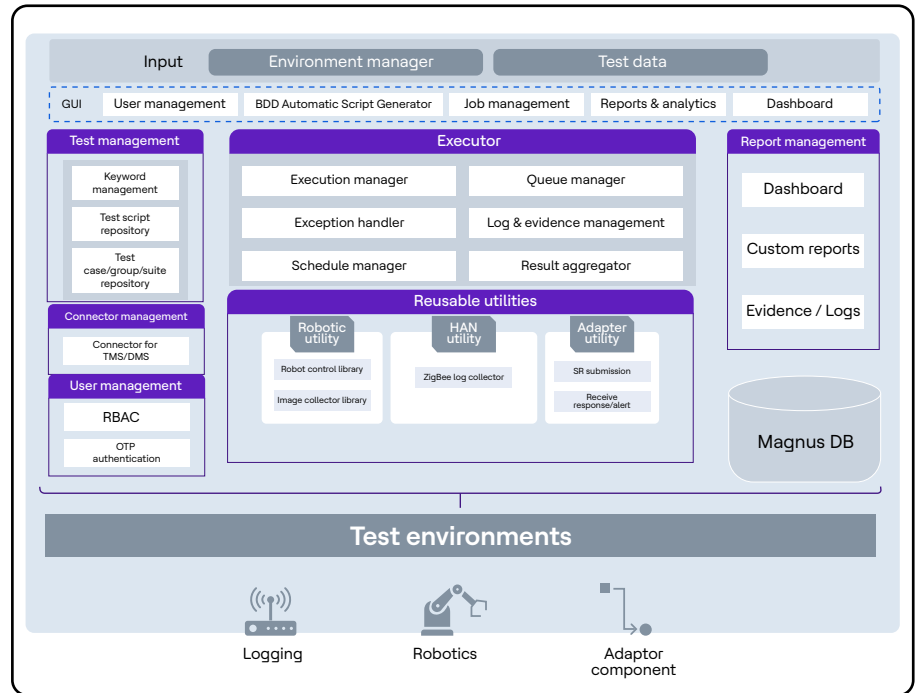 Input
Environment manager
Test data
GUI
User management
BDD Automatic Script Generator
Job management
Reports & analytics
Dashboard
Test management
Keyword
management
Test script
repository
Test
case/group/suite
repository
Connector management
Connector for
TMS/DMS
User management
RBAC
OTP
authentication
Executor
Execution manager
Queue manager
Exception handler
Log & evidence management
Schedule manager
Result aggregator
Reusable utilities
Robotic
utility
Robot control library
Image collector library
HAN
utility
ZigBee log collector
Adapter
utility
SR submission
Receive
response/alert
Report management
Dashboard
Custom reports
Evidence / Logs
Magnus DB
Test environments
Logging
Robotics
Adaptor
component